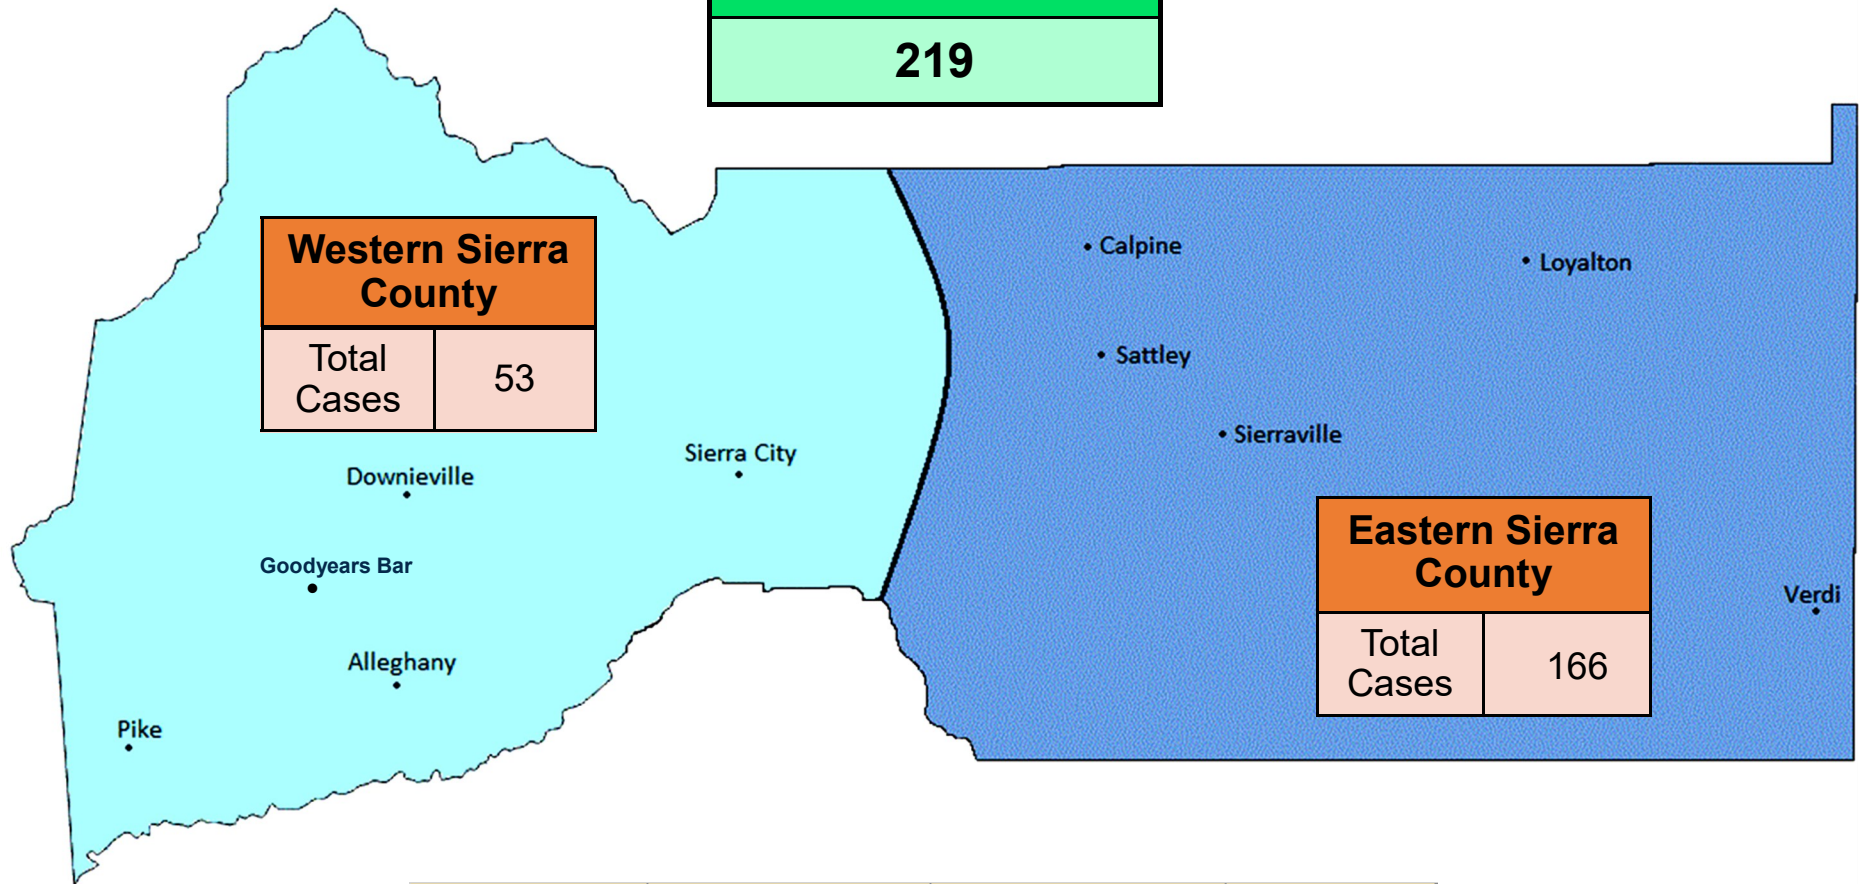 219
Western Sierra
County
Total
Cases
53
Calpine
Loyalton
Sattley
Sierraville
Sierra City
Downieville
Goodyears Bar
Alleghany
Pike
Eastern Sierra
County
Total
Cases
166
Verdi